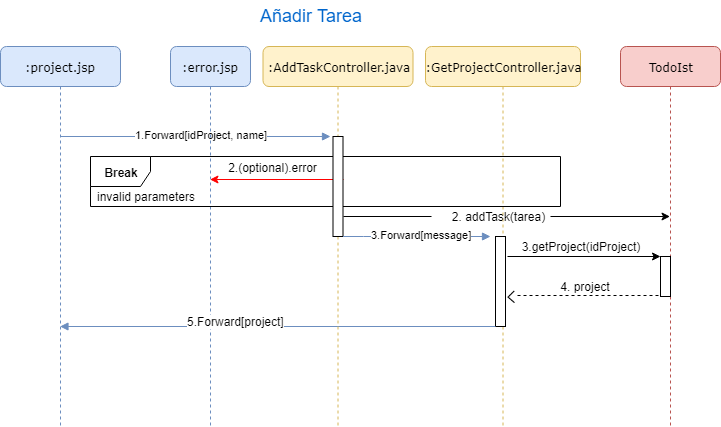 Añadir Tarea
:project.jsp
:error.jsp
:AddTaskController.java
:GetProjectController.java
TodoIst
1.Forward[idProject, name]
Break
2.(optional).error
invalid parameters
2. addTask(tarea)
3.Forward[message]
3.getProject(idProject)
4. project
5.Forward[project]